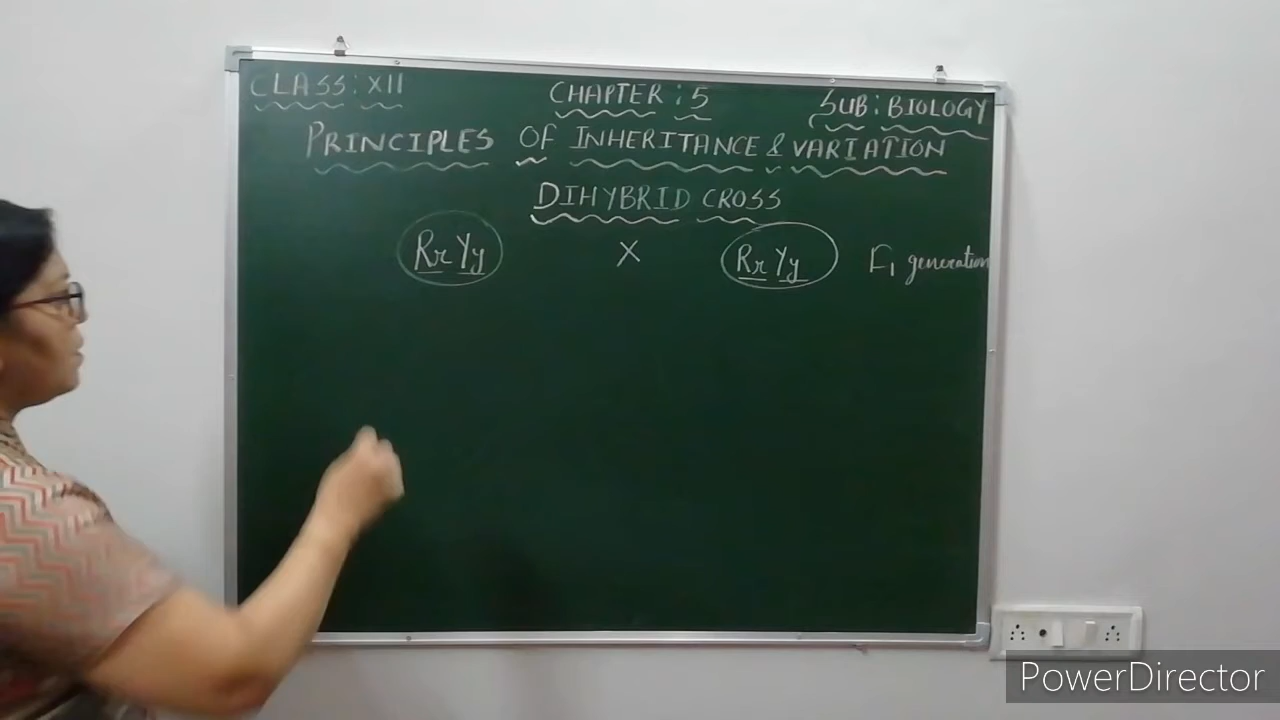 CLASS: XII CHAPTER: 5 SUB: BIOLOGY
PRINCIPLES OF INHERITANCE & VARIATION
DIHYBRID CROSS
RrYy X RrYy F1 generation
PowerDirector